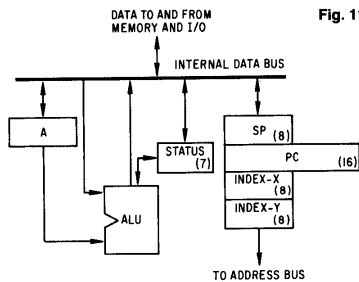 DATA TO AND FROM
MEMORY AND I/O
Fig. 1
INTERNAL DATA BUS
A
STATUS
(7)
ALU
SP
(8)
PC
(16)
INDEX-X
(8)
INDEX-Y
(8)
TO ADDRESS BUS